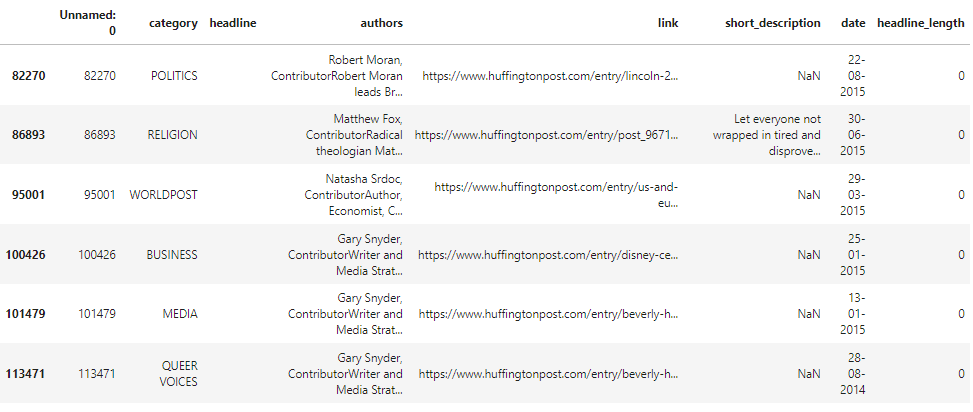 Unnamed: 0 category headline authors link short_description date headline_length
82270 82270 POLITICS Robert Moran, ContributorRobert Moran leads Br... https://www.huffingtonpost.com/entry/lincoln-2... NaN 22-08-2015 0
86893 86893 RELIGION Matthew Fox, ContributorRadical theologian Mat... https://www.huffingtonpost.com/entry/post_9671... Let everyone not wrapped in tired and disprove... 30-06-2015 0
95001 95001 WORLDPOST Natasha Srdoc, ContributorAuthor, Economist, C... https://www.huffingtonpost.com/entry/us-and-eu... NaN 29-03-2015 0
100426 100426 BUSINESS Gary Snyder, ContributorWriter and Media Strat... https://www.huffingtonpost.com/entry/disney-ce... NaN 25-01-2015 0
101479 101479 MEDIA Gary Snyder, ContributorWriter and Media Strat... https://www.huffingtonpost.com/entry/beverly-h... NaN 13-01-2015 0
113471 113471 QUEER VOICES Gary Snyder, ContributorWriter and Media Strat... https://www.huffingtonpost.com/entry/beverly-h... NaN 28-08-2014 0